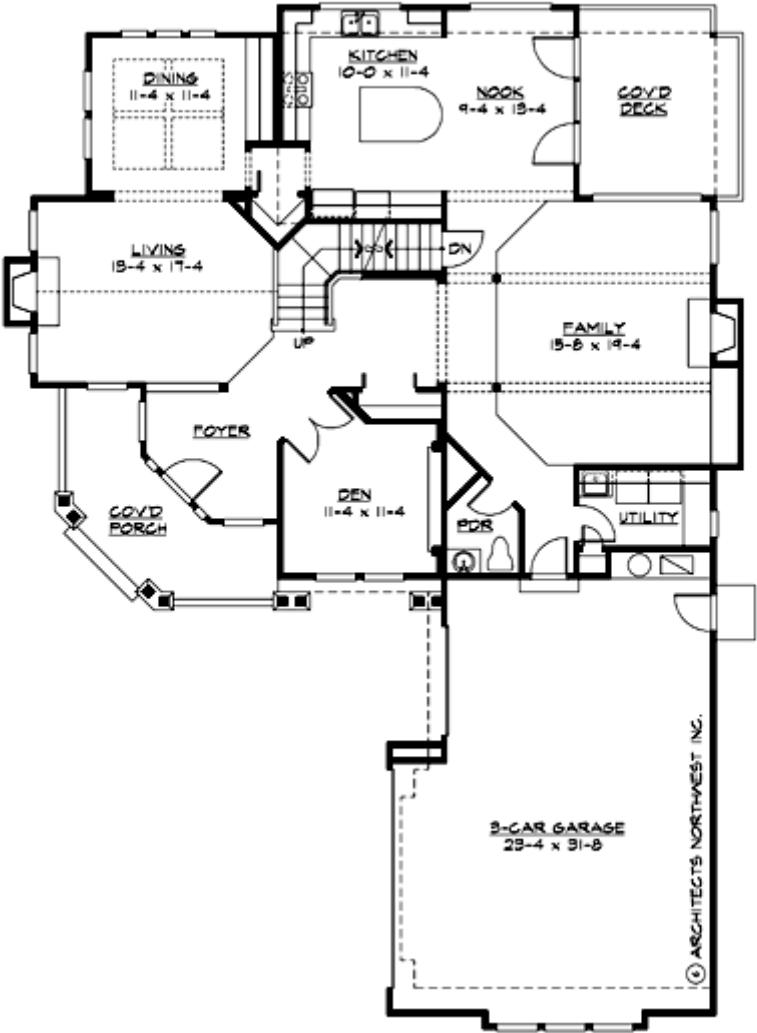 KITCHEN
10-0 x 11-4
DINING
11-4 x 11-4
NOOK
9-4 x 13-4
COV'D
DECK
LIVING
13-4 x 17-4
DN
UP
FAMILY
15-8 x 19-4
FOYER
COV'D
PORCH
DEN
11-4 x 11-4
PDR
UTILITY
3-CAR GARAGE
23-4 x 31-8
© ARCHITECTS NORTHWEST INC.